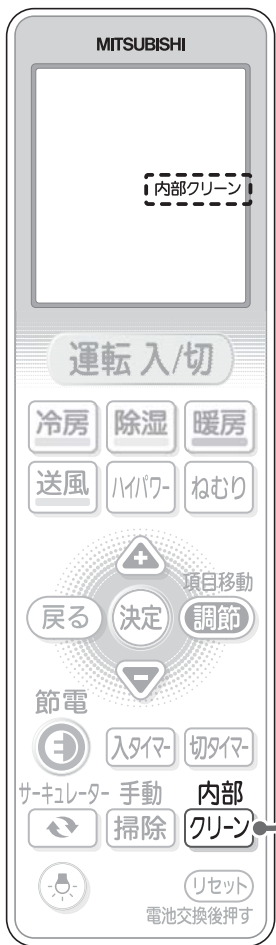 MITSUBISHI
内部クリーン
運転 入/切
冷房 除湿 暖房
送風 ハイパワー ねむり
項目移動
戻る 決定 調節
節電
入タイマー 切タイマー
サーキュレーター 手動 内部
掃除 クリーン
リセット
電池交換後押す